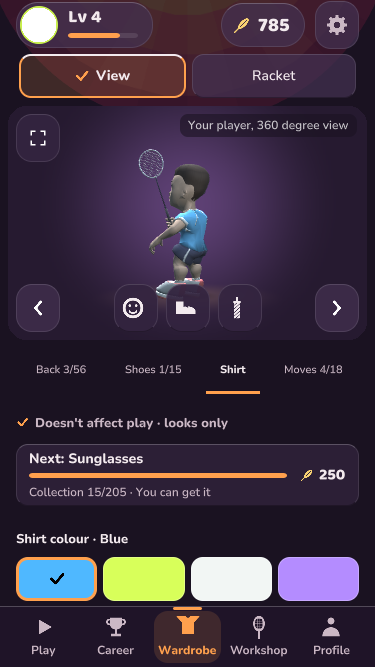 Lv 4
785
View
Racket
Your player, 360 degree view
Back 3/56
Shoes 1/15
Shirt
Moves 4/18
Doesn't affect play · looks only
Next: Sunglasses
250
Collection 15/205 · You can get it
Shirt colour · Blue
Play
Career
Wardrobe
Workshop
Profile